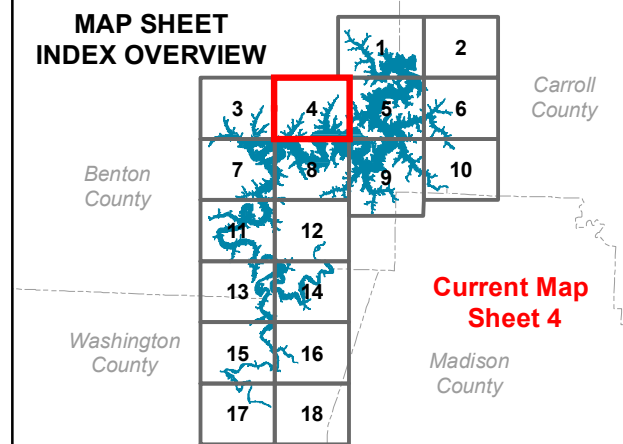 MAP SHEET
INDEX OVERVIEW
1
2
Carroll
County
3
4
5
6
Benton
County
7
8
9
10
11
12
13
14
Current Map
Sheet 4
Washington
County
15
16
Madison
County
17
18